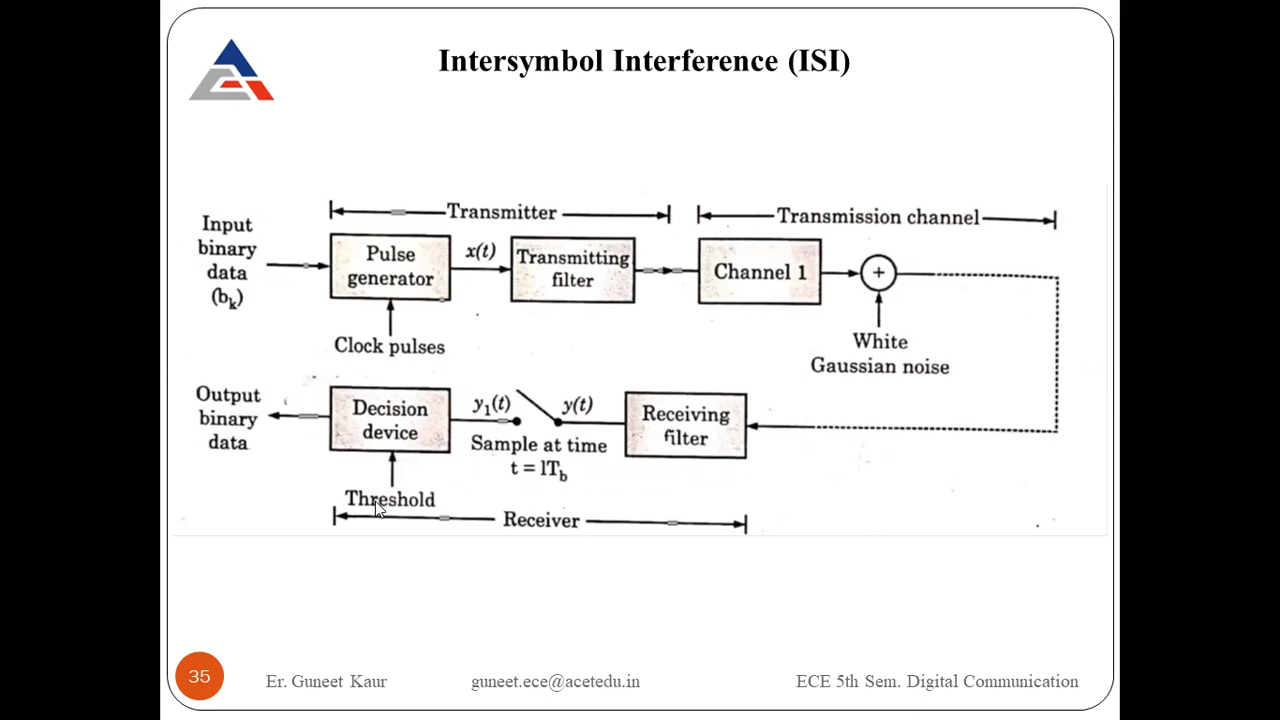 Intersymbol Interference (ISI)
Transmitter
Transmission channel
Input
binary
data
(bk)
Pulse
generator
x(t)
Transmitting
filter
Channel 1
+
Clock pulses
White
Gaussian noise
Output
binary
data
Decision
device
y1(t)
y(t)
Sample at time
t = lTb
Receiving
filter
Threshold
Receiver
35
Er. Guneet Kaur
guneet.ece@acetedu.in
ECE 5th Sem. Digital Communication